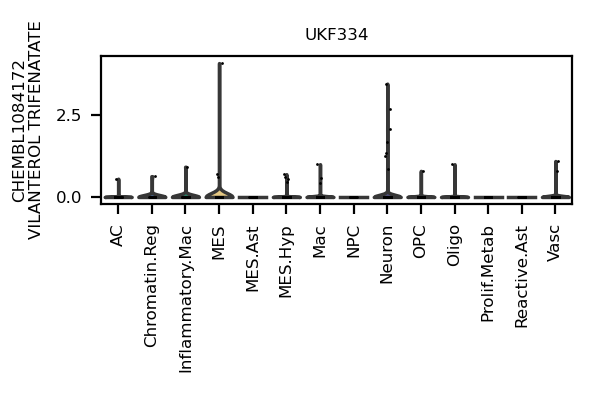 UKF334
CHEMBL1084172
VILANTEROL TRIFENATATE
2.5
0.0
AC
Chromatin.Reg
Inflammatory.Mac
MES
MES.Ast
MES.Hyp
Mac
NPC
Neuron
OPC
Oligo
Prolif.Metab
Reactive.Ast
Vasc